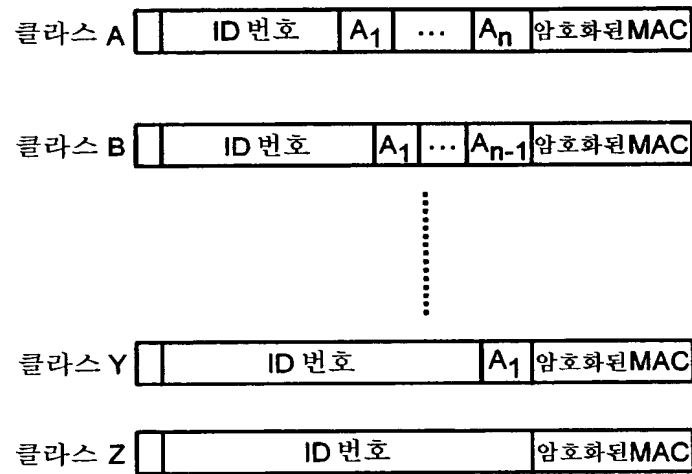 클라스 A ID 번호 A1 ... An 암호화된MAC
클라스 B ID 번호 A1 ... An-1 암호화된MAC
클라스 Y ID 번호 A1 암호화된MAC
클라스 Z ID 번호 암호화된MAC